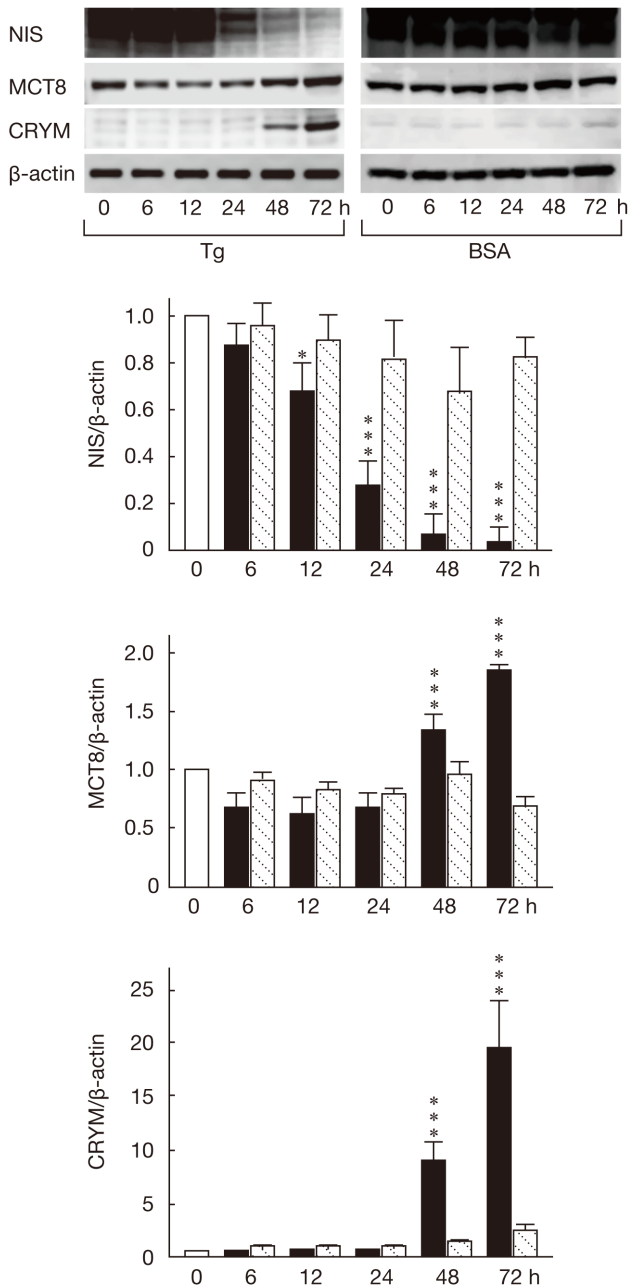 NIS
MCT8
CRYM
β-actin
0 6 12 24 48 72 h 0 6 12 24 48 72 h
Tg BSA
NIS/β-actin
1.0
0.8
0.6
0.4
0.2
0
*
***
***
***
0 6 12 24 48 72 h
MCT8/β-actin
2.0
1.5
1.0
0.5
0
***
***
0 6 12 24 48 72 h
CRYM/β-actin
25
20
15
10
5
0
***
***
0 6 12 24 48 72 h